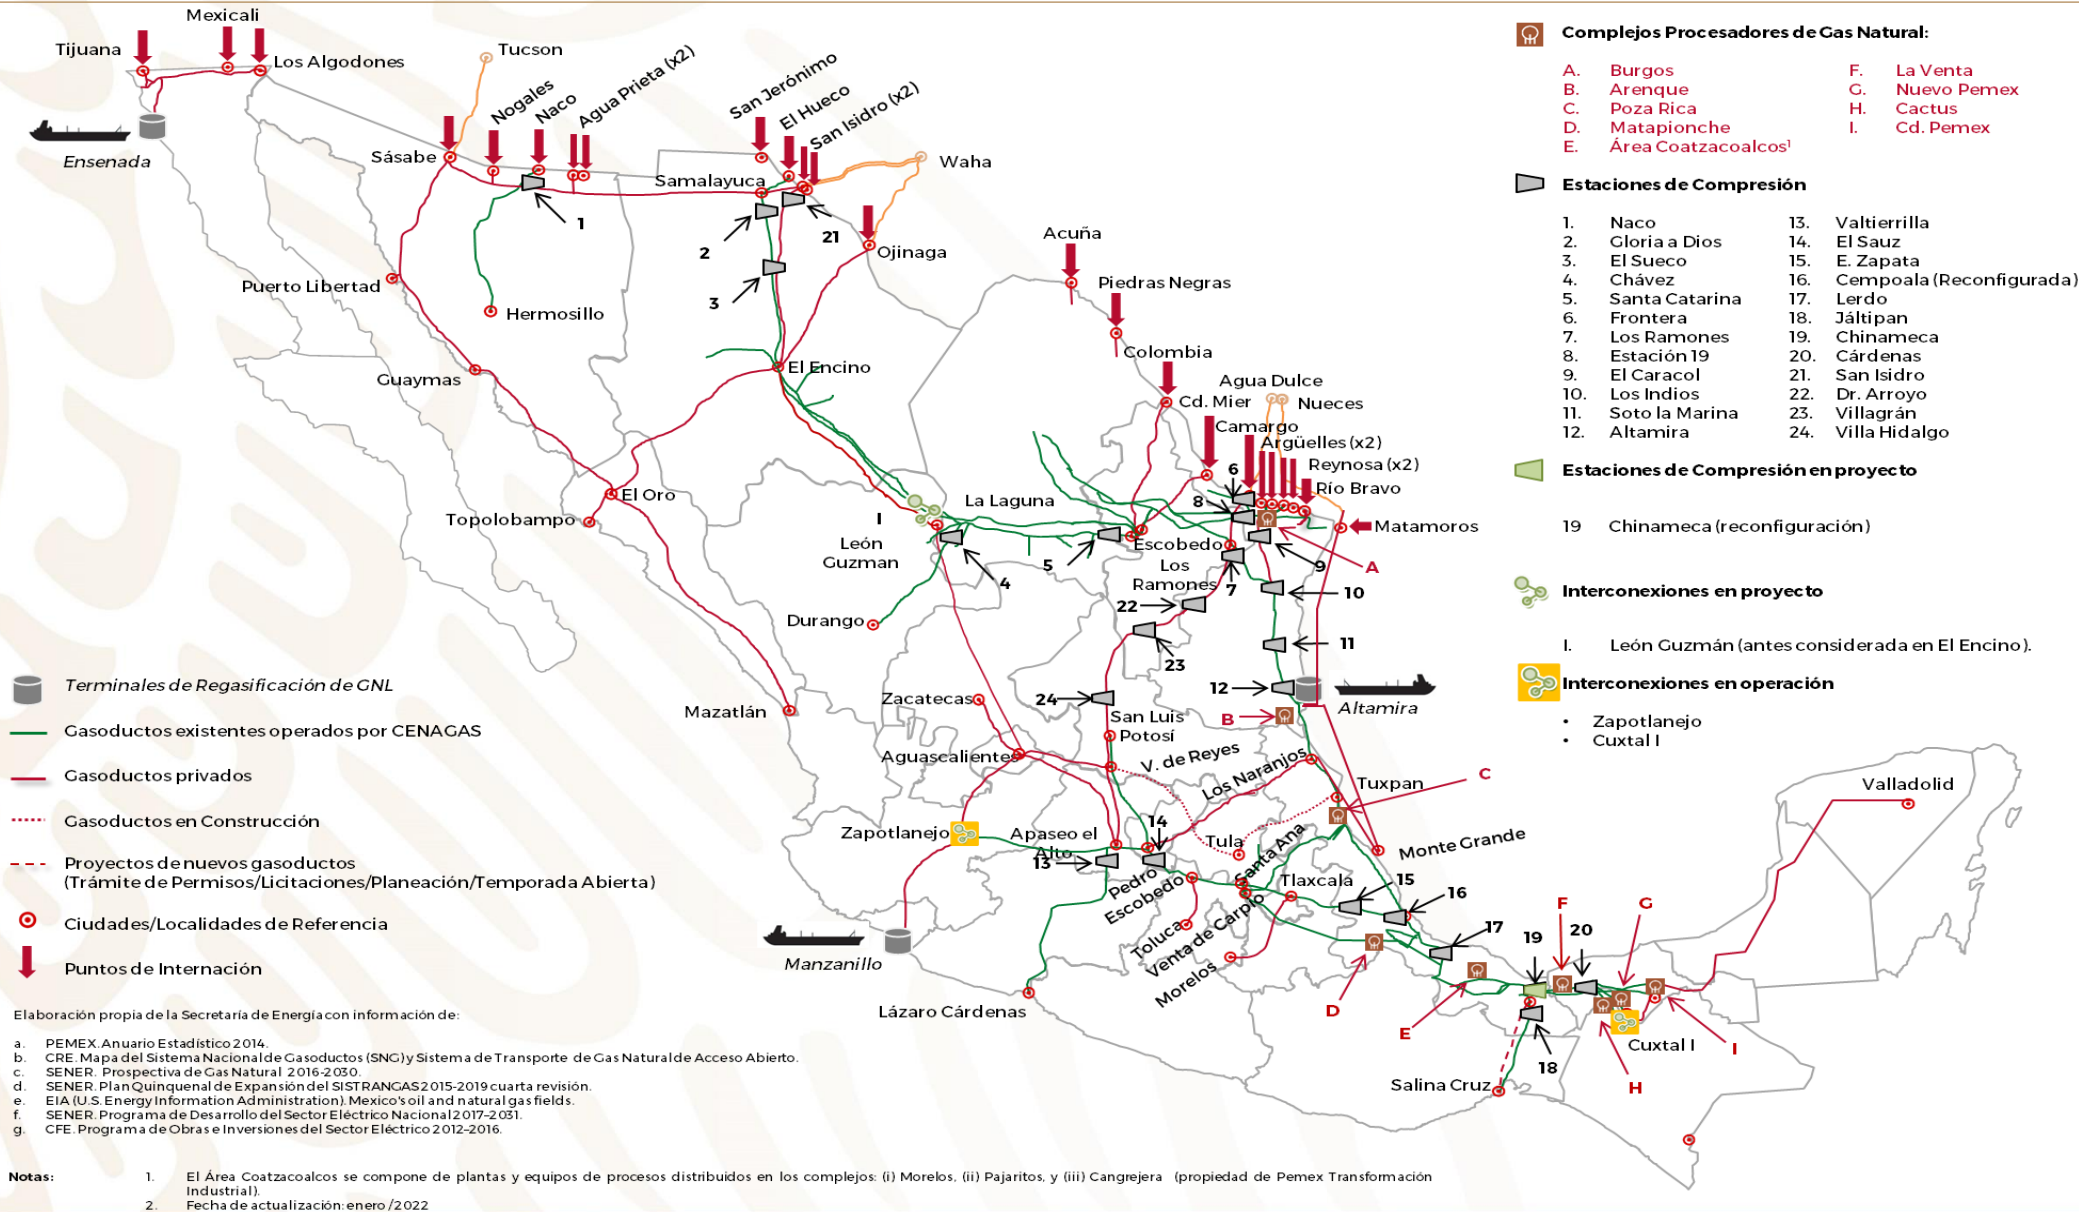 Mexicali
Tijuana
Los Algodones
Tucson
Nogales
Naco
Agua Prieta (x2)
San Jerónimo
El Hueco
San Isidro (x2)
Ensenada
Sásabe
Samalayuca
Waha
1
2
21
3
Ojinaga
Acuña
Puerto Libertad
Hermosillo
Piedras Negras
Colombia
Guaymas
El Encino
Agua Dulce
Cd. Mier
Nueces
Camargo
Argüelles (x2)
6
Reynosa (x2)
Río Bravo
El Oro
La Laguna
8
Topolobampo
I
Matamoros
León
Guzman
Escobedo
5
4
Los
Ramones
7
9
A
10
22
Durango
11
23
12
Altamira
Zacatecas
24
Mazatlán
San Luis
Potosí
B
Aguascalientes
V. de Reyes
Los Naranjos
Tuxpan
C
Valladolid
Zapotlanejo
Apaseo el
Alto
14
13
Tula
Santa Ana
Monte Grande
Pedro
Escobedo
Tlaxcala
15
16
Toluca
Venta de Carpio
Morelos
17
F
G
19
20
Manzanillo
Lázaro Cárdenas
D
E
18
Cuxtal I
I
H
Salina Cruz
Complejos Procesadores de Gas Natural:
A. Burgos F. La Venta
B. Arenque G. Nuevo Pemex
C. Poza Rica H. Cactus
D. Matapionche I. Cd. Pemex
E. Área Coatzacoalcos¹
Estaciones de Compresión
1. Naco 13. Valtierrilla
2. Gloria a Dios 14. El Sauz
3. El Sueco 15. E. Zapata
4. Chávez 16. Cempoala (Reconfigurada)
5. Santa Catarina 17. Lerdo
6. Frontera 18. Jáltipan
7. Los Ramones 19. Chinameca
8. Estación 19 20. Cárdenas
9. El Caracol 21. San Isidro
10. Los Indios 22. Dr. Arroyo
11. Soto la Marina 23. Villagrán
12. Altamira 24. Villa Hidalgo
Estaciones de Compresión en proyecto
19 Chinameca (reconfiguración)
Interconexiones en proyecto
I. León Guzmán (antes considerada en El Encino).
Interconexiones en operación
• Zapotlanejo
• Cuxtal I
Terminales de Regasificación de GNL
Gasoductos existentes operados por CENAGAS
Gasoductos privados
Gasoductos en Construcción
Proyectos de nuevos gasoductos
(Trámite de Permisos/Licitaciones/Planeación/Temporada Abierta)
Ciudades/Localidades de Referencia
Puntos de Internación
Elaboración propia de la Secretaría de Energía con información de:
a. PEMEX. Anuario Estadístico 2014.
b. CRE. Mapa del Sistema Nacional de Gasoductos (SNG) y Sistema de Transporte de Gas Natural de Acceso Abierto.
c. SENER. Prospectiva de Gas Natural 2016-2030.
d. SENER. Plan Quinquenal de Expansión del SISTRANGAS 2015-2019 cuarta revisión.
e. EIA (U.S. Energy Information Administration). Mexico's oil and natural gas fields.
f. SENER. Programa de Desarrollo del Sector Eléctrico Nacional 2017–2031.
g. CFE. Programa de Obras e Inversiones del Sector Eléctrico 2012-2016.
Notas: 1. El Área Coatzacoalcos se compone de plantas y equipos de procesos distribuidos en los complejos: (i) Morelos, (ii) Pajaritos, y (iii) Cangrejera (propiedad de Pemex Transformación
Industrial).
2. Fecha de actualización: enero /2022